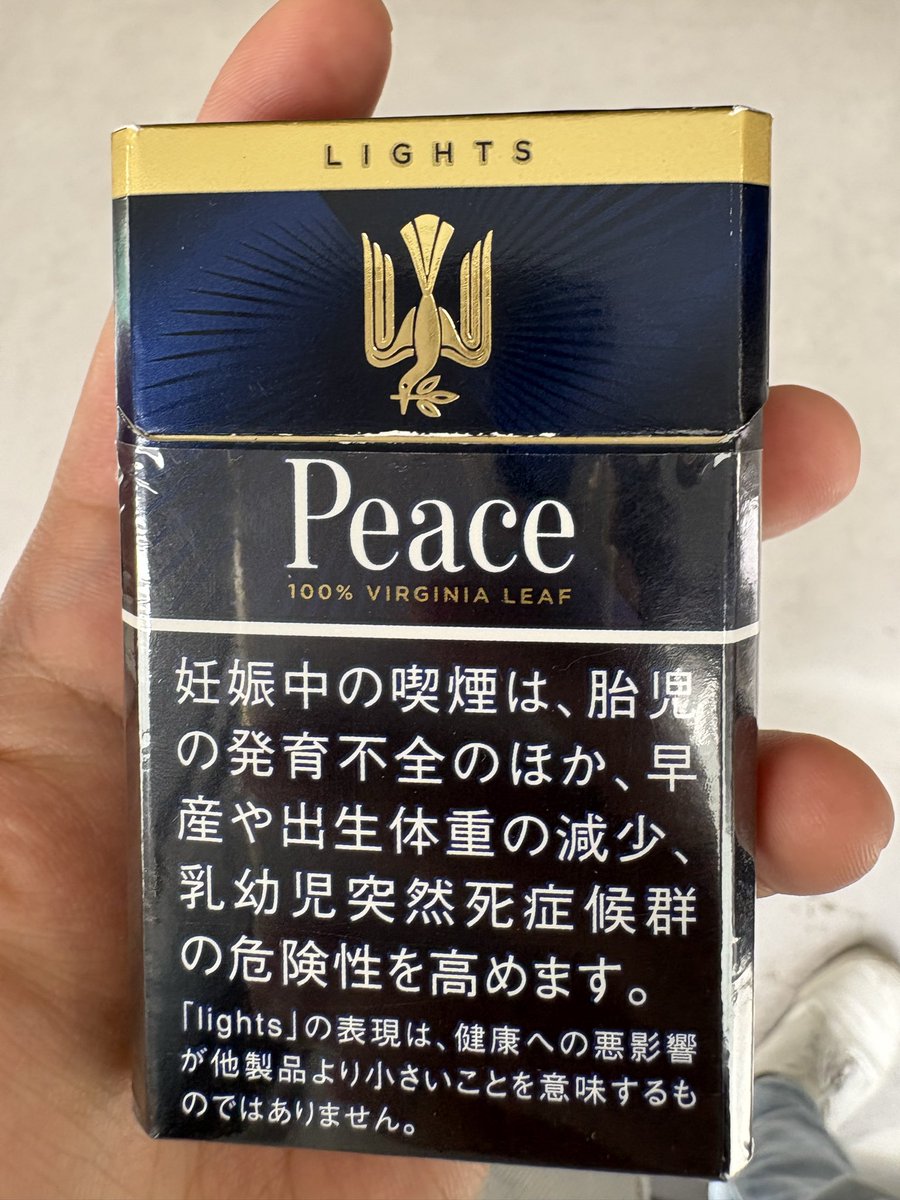 LIGHTS
Peace
100% VIRGINIA LEAF
妊娠中の喫煙は、胎児
の発育不全のほか、早
産や出生体重の減少、
乳幼児突然死症候群
の危険性を高めます。
「lights」の表現は、健康への悪影響
が他製品より小さいことを意味するも
のではありません。